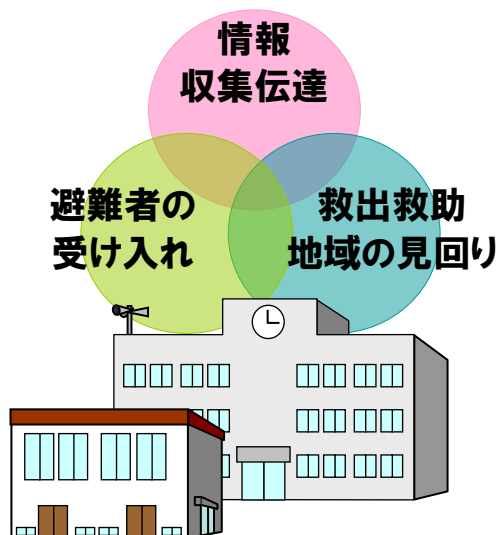 情報
収集伝達
避難者の
受け入れ
救出救助
地域の見回り